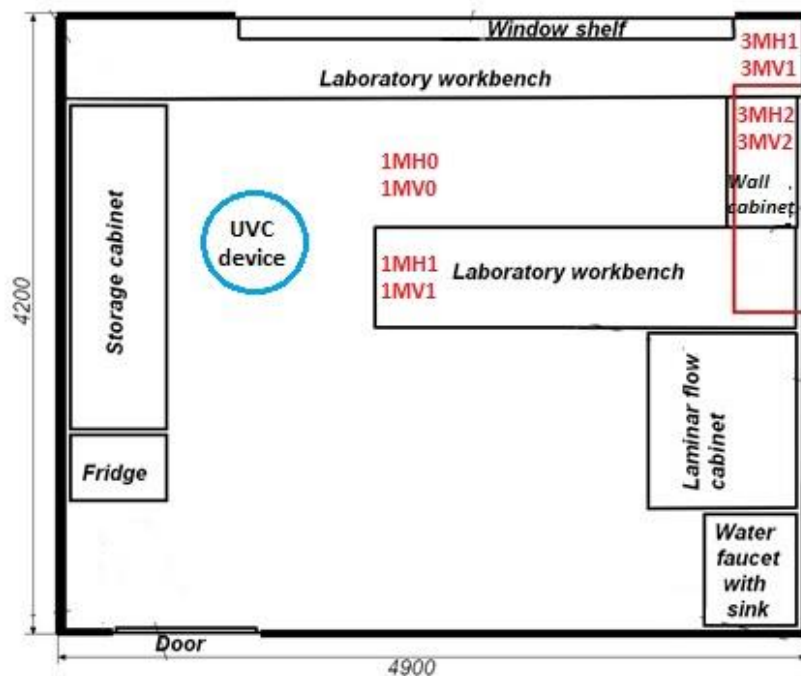 Window shelf
3MH1
3MV1
Laboratory workbench
3MH2
3MV2
1MH0
1MV0
Wall
cabinet
UVC
device
1MH1
1MV1
Laboratory workbench
Storage cabinet
4200
Laminar flow
cabinet
Fridge
Water
faucet
with
sink
Door
4900